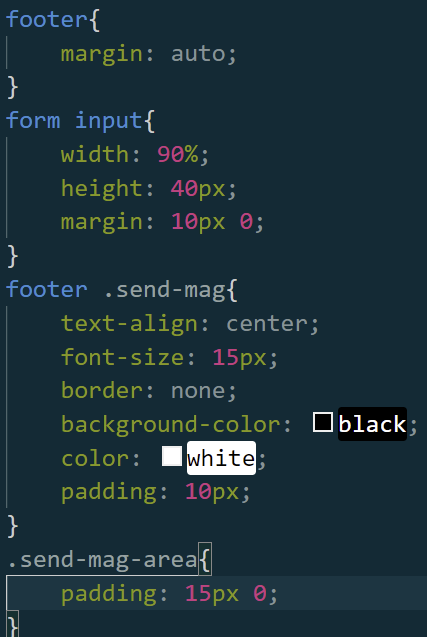 footer{
margin: auto;
}
form input{
width: 90%;
height: 40px;
margin: 10px 0;
}
footer .send-mag{
text-align: center;
font-size: 15px;
border: none;
background-color: black;
color: white;
padding: 10px;
}
.send-mag-area{
padding: 15px 0;
}